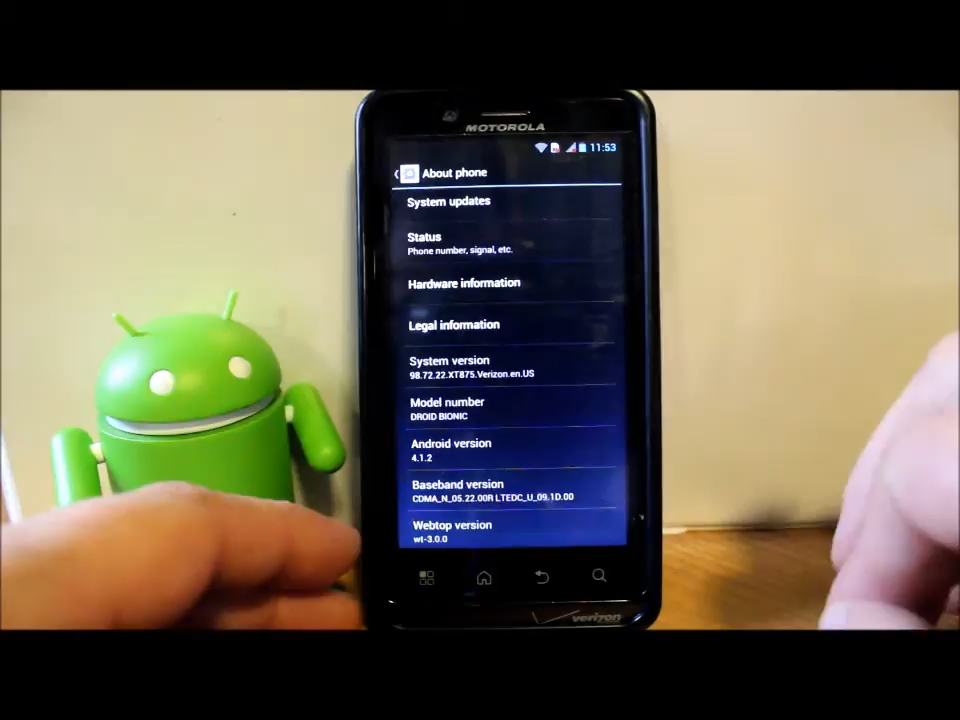 MOTOROLA
11:53
About phone
System updates
Status
Phone number, signal, etc.
Hardware information
Legal information
System version
98.72.22.XT875.Verizon.en.US
Model number
DROID BIONIC
Android version
4.1.2
Baseband version
CDMA_N_05.22.00R LTEDC_U_09.1D.00
Webtop version
wt-3.0.0
verizon